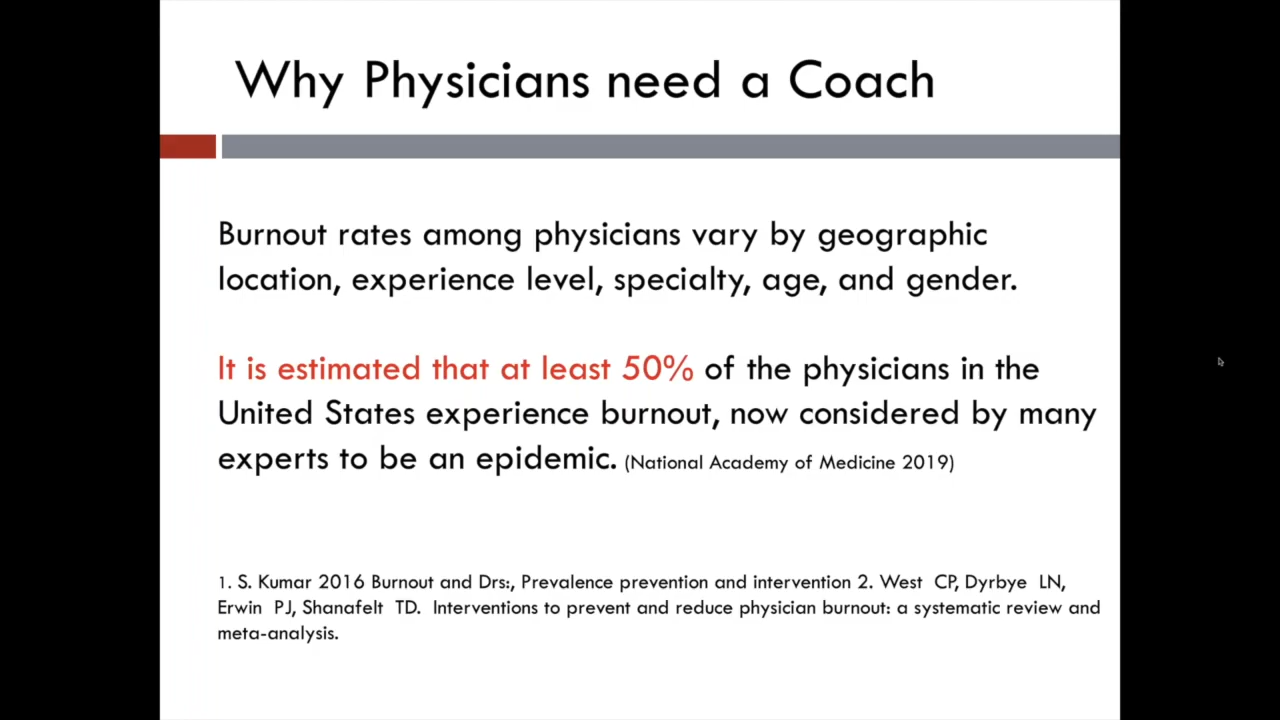 Why Physicians need a Coach
Burnout rates among physicians vary by geographic
location, experience level, specialty, age, and gender.
It is estimated that at least 50% of the physicians in the
United States experience burnout, now considered by many
experts to be an epidemic. (National Academy of Medicine 2019)
1. S. Kumar 2016 Burnout and Drs:, Prevalence prevention and intervention 2. West CP, Dyrbye LN,
Erwin PJ, Shanafelt TD. Interventions to prevent and reduce physician burnout: a systematic review and
meta-analysis.